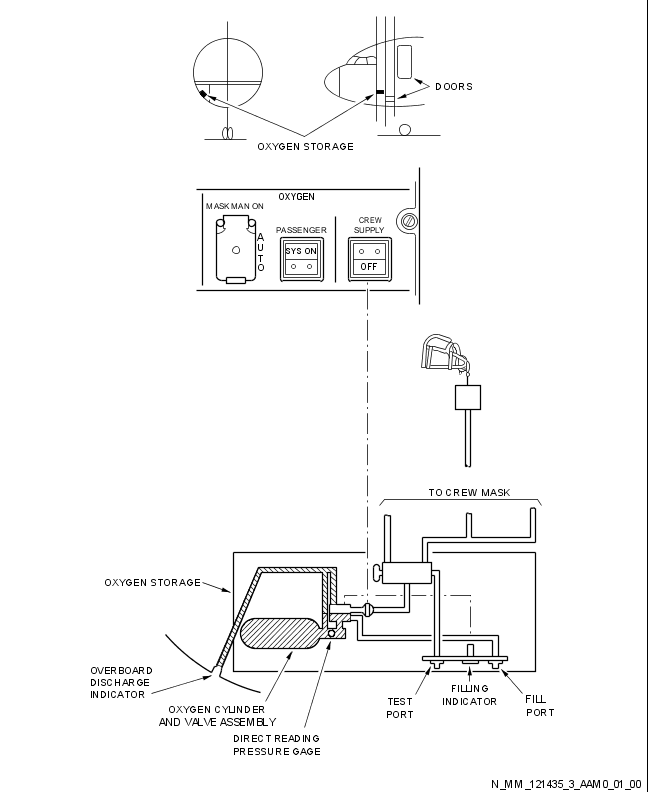 DOORS
OXYGEN STORAGE
OXYGEN
MASK MAN ON
AUTO
PASSENGER
SYS ON
CREW
SUPPLY
OFF
TO CREW MASK
OXYGEN STORAGE
OVERBOARD
DISCHARGE
INDICATOR
OXYGEN CYLINDER
AND VALVE ASSEMBLY
DIRECT READING
PRESSURE GAGE
TEST
PORT
FILLING
INDICATOR
FILL
PORT
N_MM_121435_3_AAM0_01_00